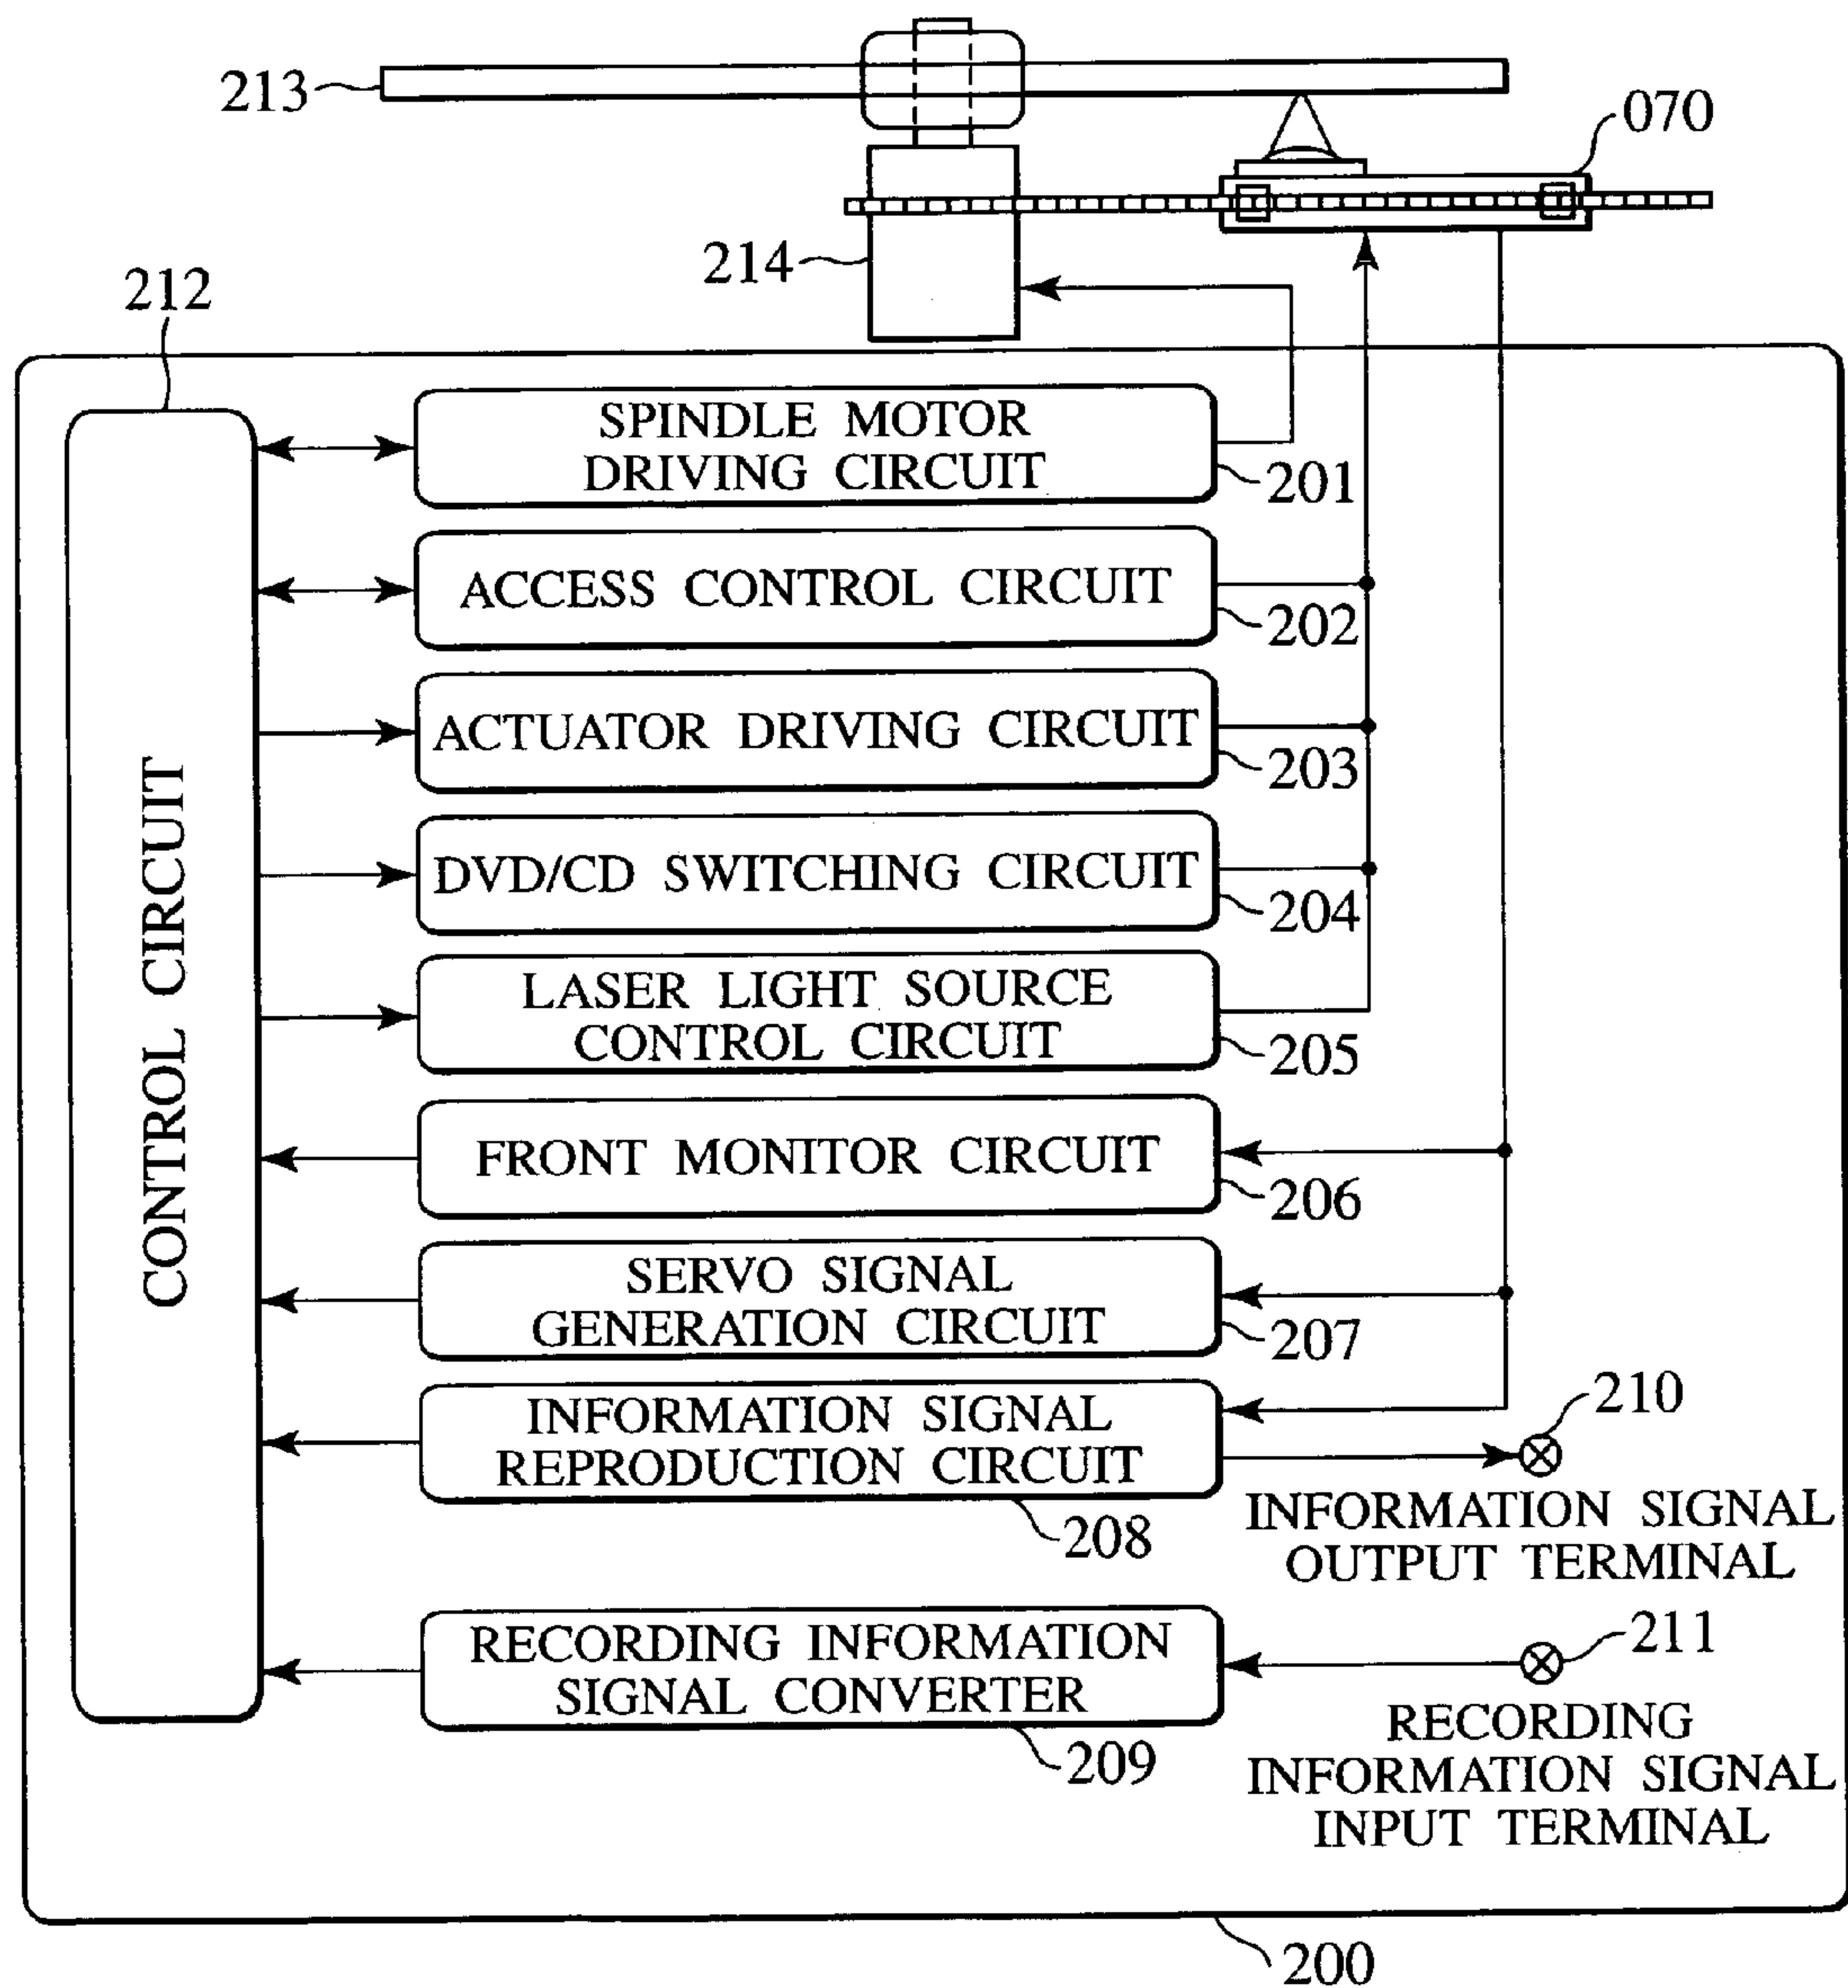 213
070
214
212
CONTROL CIRCUIT
SPINDLE MOTOR
DRIVING CIRCUIT
201
ACCESS CONTROL CIRCUIT
202
ACTUATOR DRIVING CIRCUIT
203
DVD/CD SWITCHING CIRCUIT
204
LASER LIGHT SOURCE
CONTROL CIRCUIT
205
FRONT MONITOR CIRCUIT
206
SERVO SIGNAL
GENERATION CIRCUIT
207
INFORMATION SIGNAL
REPRODUCTION CIRCUIT
208
210
INFORMATION SIGNAL
OUTPUT TERMINAL
RECORDING INFORMATION
SIGNAL CONVERTER
209
211
RECORDING
INFORMATION SIGNAL
INPUT TERMINAL
200